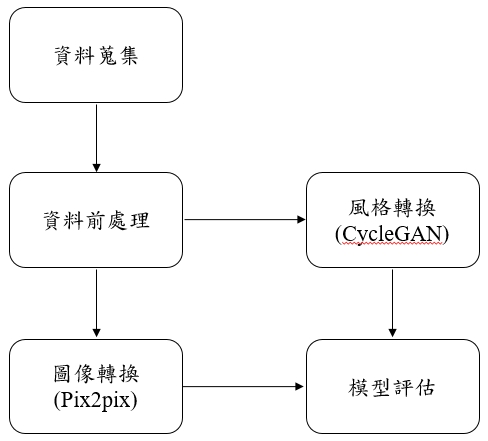 資料蒐集
資料前處理
風格轉換
(CycleGAN)
圖像轉換
(Pix2pix)
模型評估